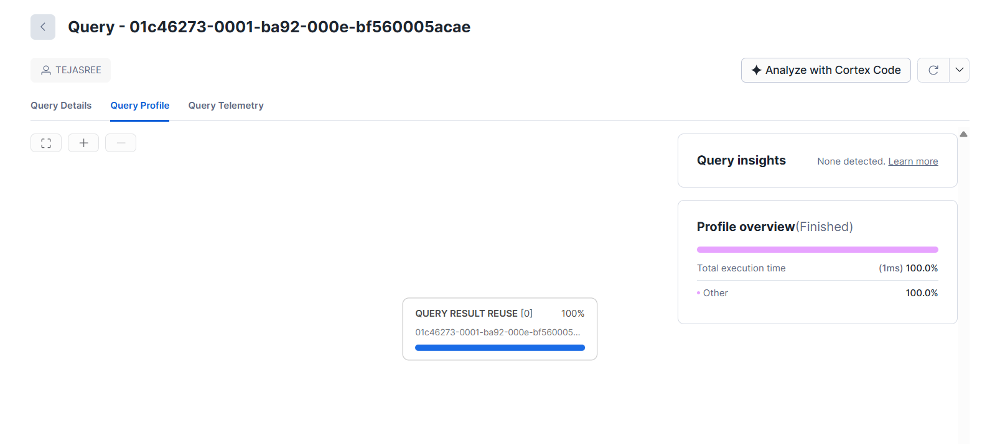 Query - 01c46273-0001-ba92-000e-bf560005acae
TEJASREE
Analyze with Cortex Code
Query Details
Query Profile
Query Telemetry
Query insights
None detected. Learn more
Profile overview(Finished)
Total execution time
(1ms) 100.0%
Other
100.0%
QUERY RESULT REUSE [0]
100%
01c46273-0001-ba92-000e-bf560005...